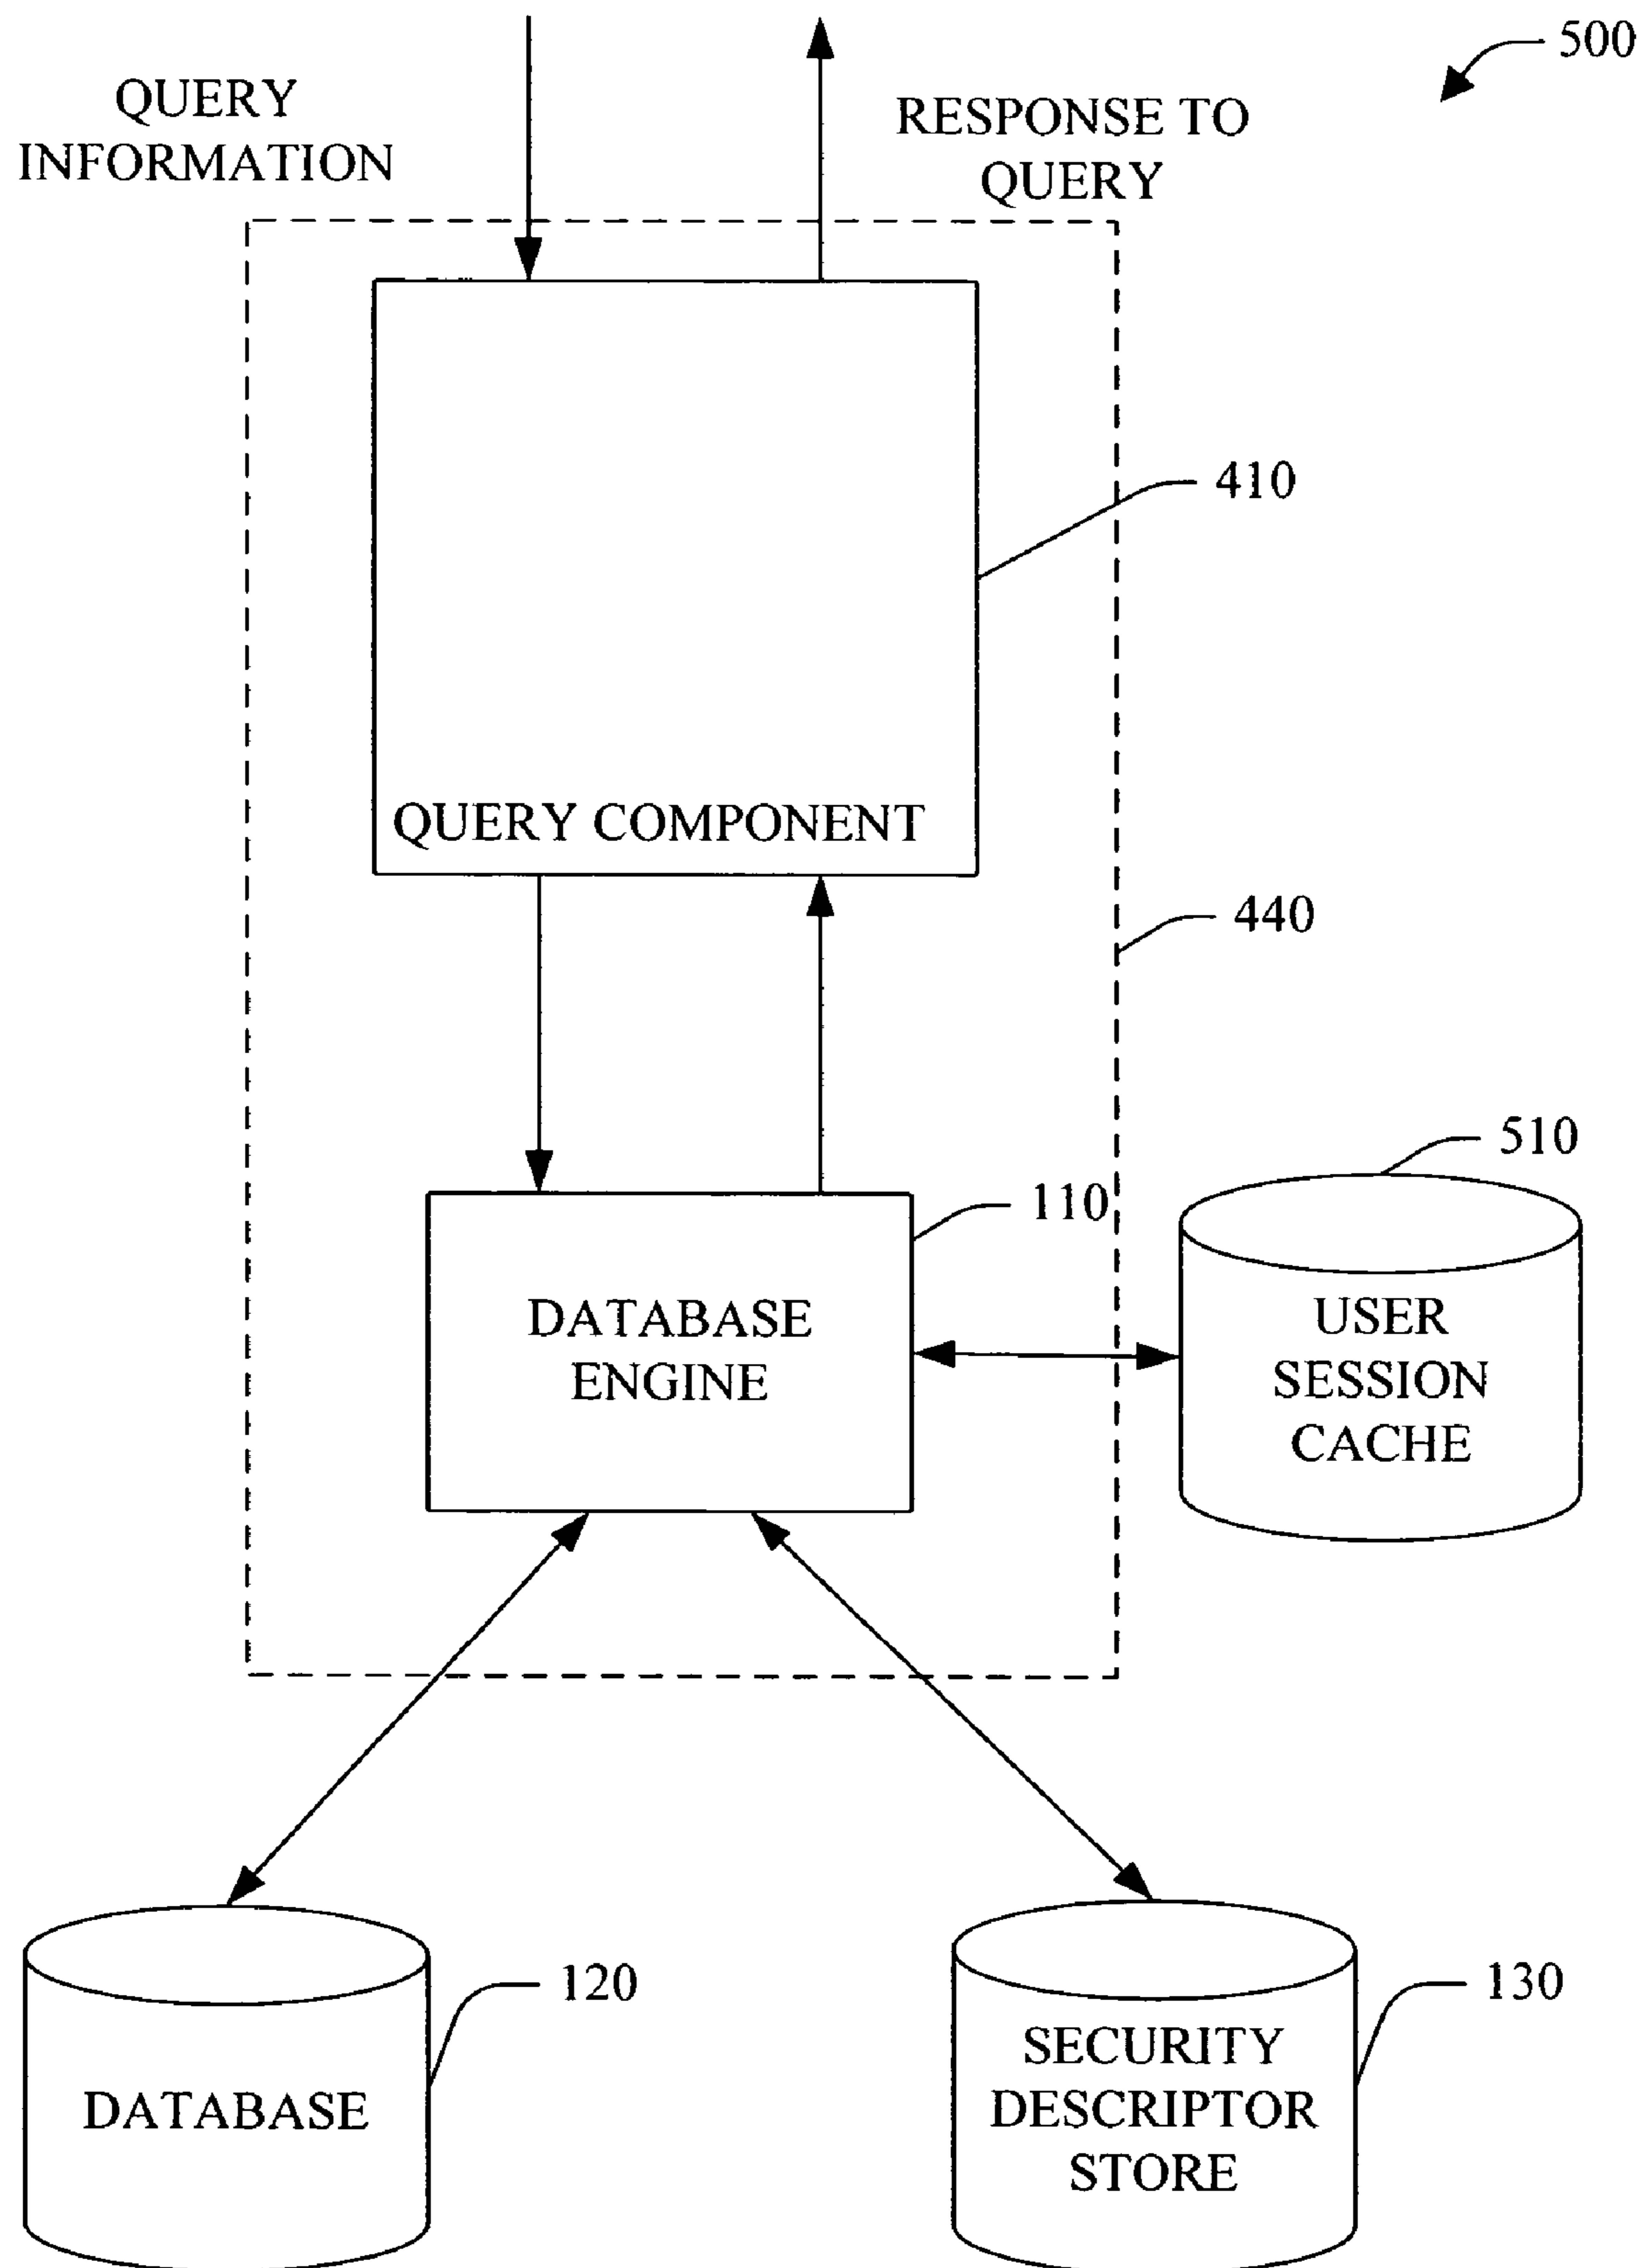 500
QUERY
INFORMATION
RESPONSE TO
QUERY
410
QUERY COMPONENT
440
510
110
DATABASE
ENGINE
USER
SESSION
CACHE
120
DATABASE
130
SECURITY
DESCRIPTOR
STORE